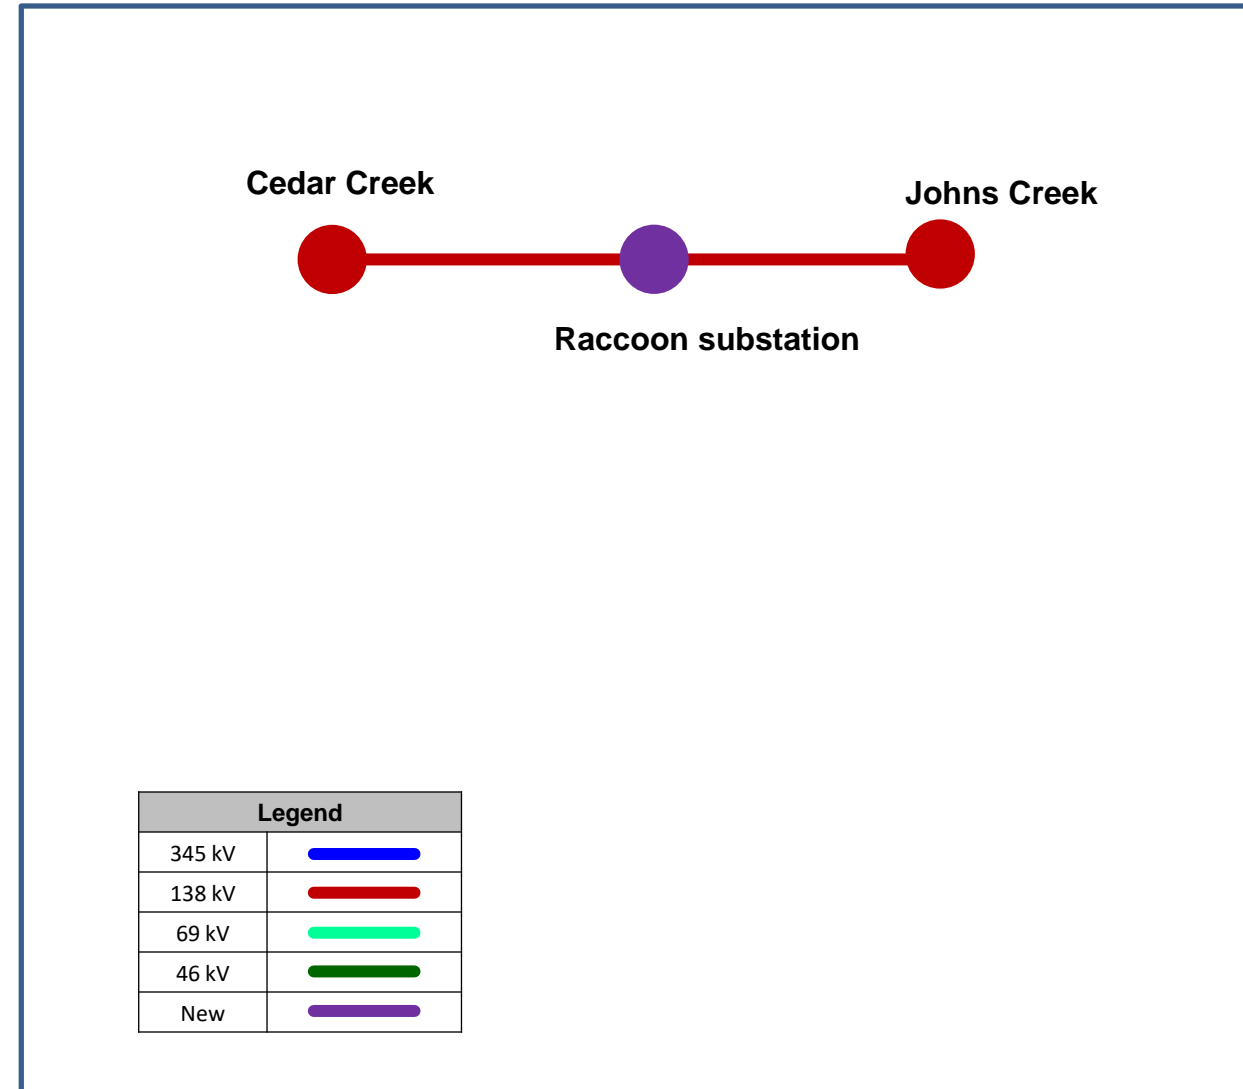 Cedar Creek
Johns Creek
Raccoon substation
Legend
345 kV
138 kV
69 kV
46 kV
New